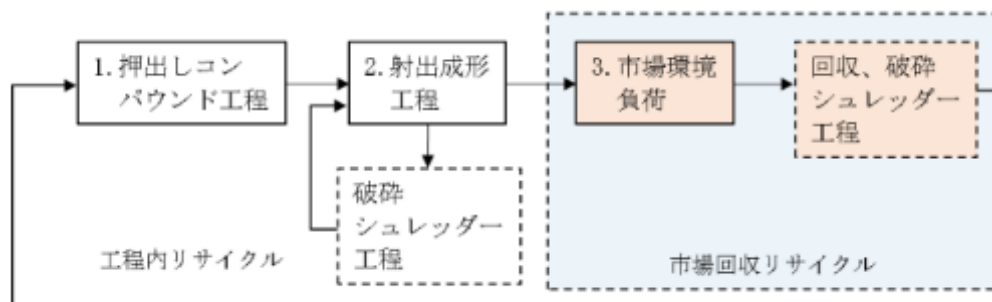 1.押出しコン
パウンド工程
2.射出成形
工程
3.市場環境
負荷
回収、破砕
シュレッダー
工程
破砕
シュレッダー
工程
工程内リサイクル
市場回収リサイクル